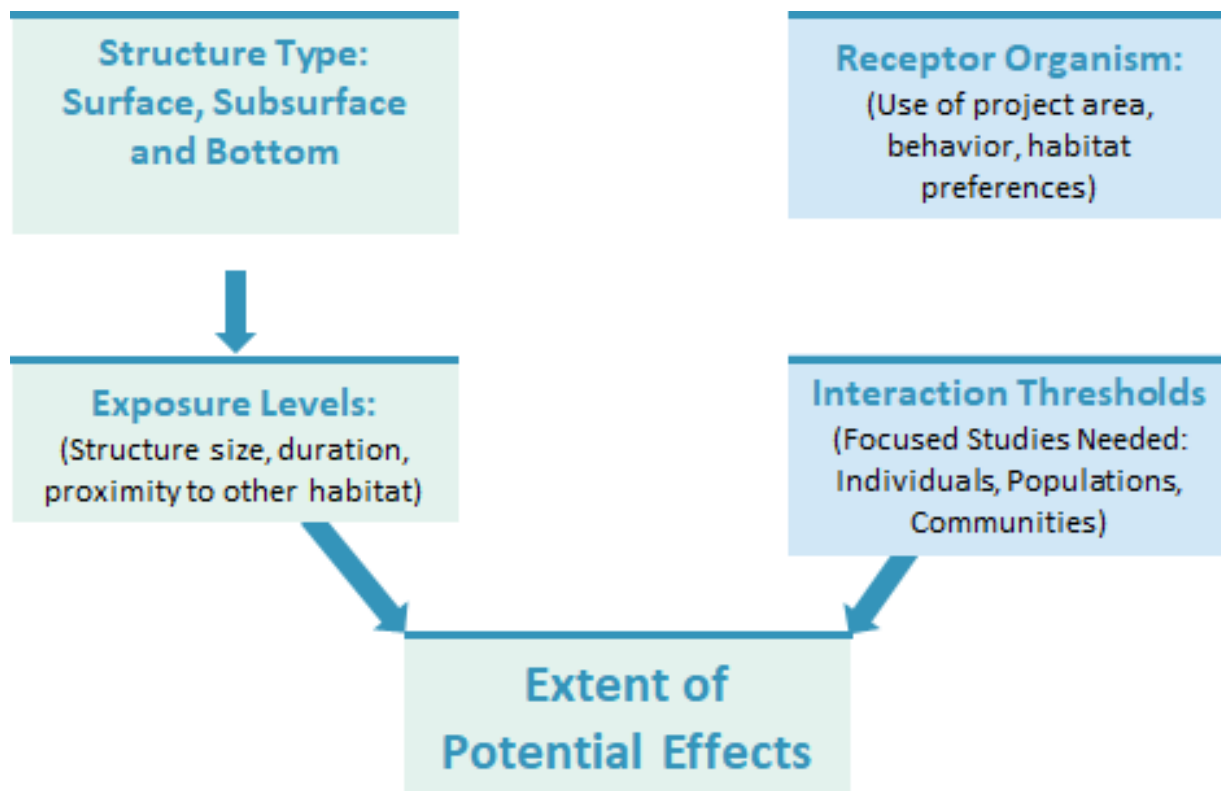 Structure Type:
Surface, Subsurface
and Bottom
Receptor Organism:
(Use of project area,
behavior, habitat
preferences)
Exposure Levels:
(Structure size, duration,
proximity to other habitat)
Interaction Thresholds
(Focused Studies Needed:
Individuals, Populations,
Communities)
Extent of
Potential Effects